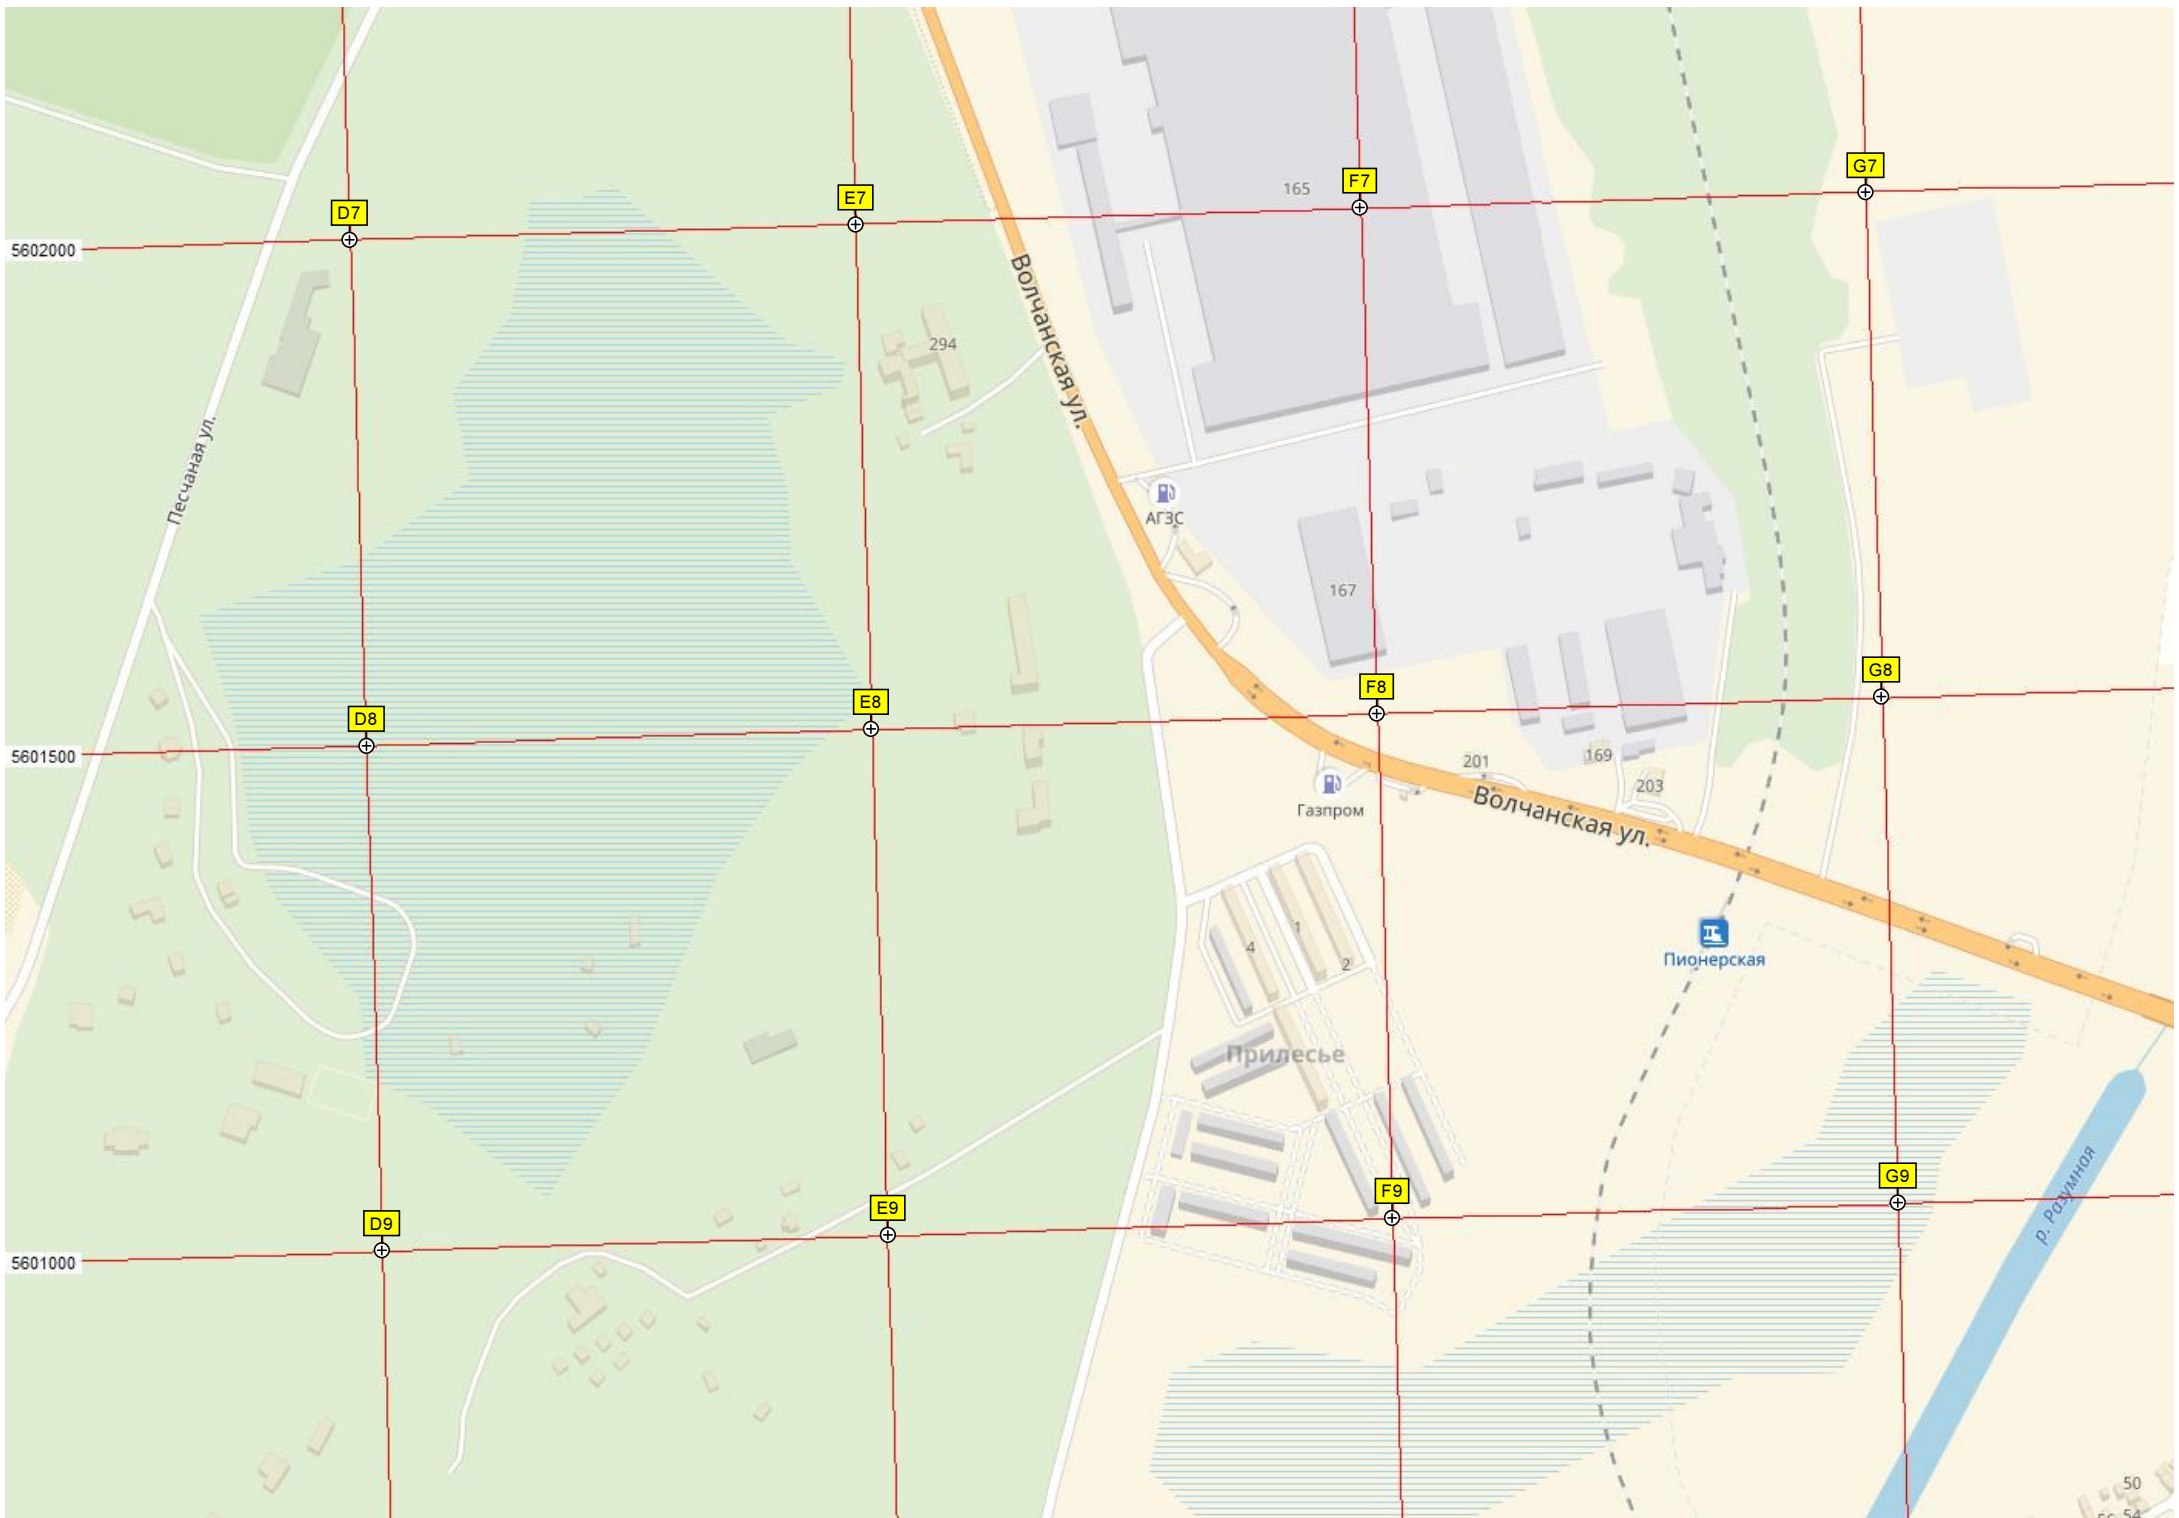 G7
F7
165
E7
D7
5602000
Волчанская ул.
294
Песчаная ул.
АГЗС
167
G8
F8
E8
D8
5601500
201
169
203
Газпром
Волчанская ул.
1
4
2
Пионерская
Прилесье
р. Разумная
G9
F9
E9
D9
5601000
50
54